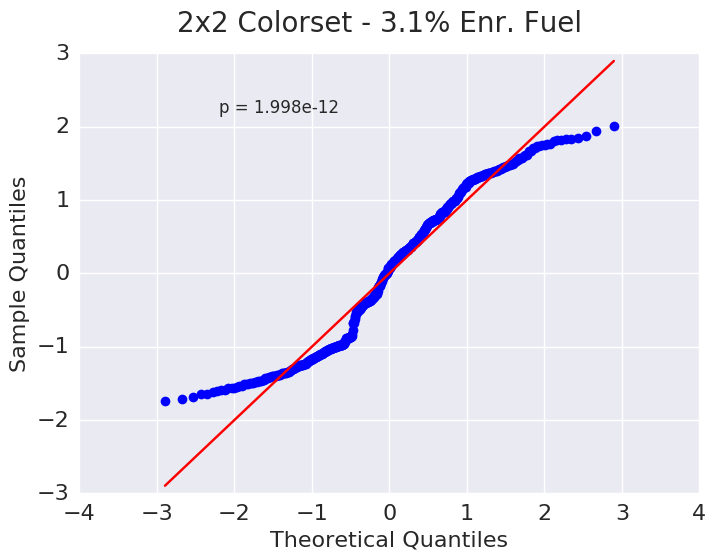 2x2 Colorset - 3.1% Enr. Fuel
3
p = 1.998e-12
2
1
0
−1
−2
−3
Sample Quantiles
−4 −3 −2 −1 0 1 2 3 4
Theoretical Quantiles